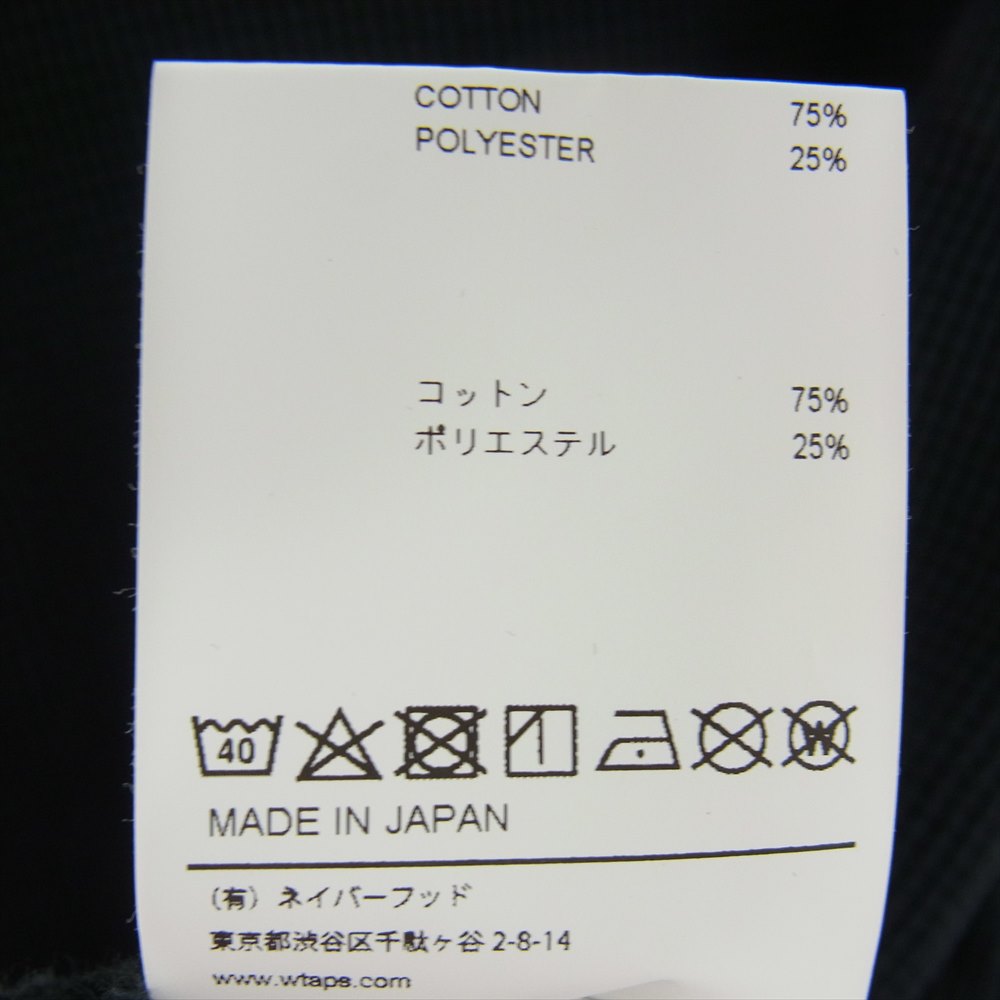 COTTON 75%
POLYESTER 25%
コットン 75%
ポリエステル 25%
40
W
MADE IN JAPAN
(有) ネイバーフッド
東京都渋谷区千駄ヶ谷 2-8-14
www.wtaps.com